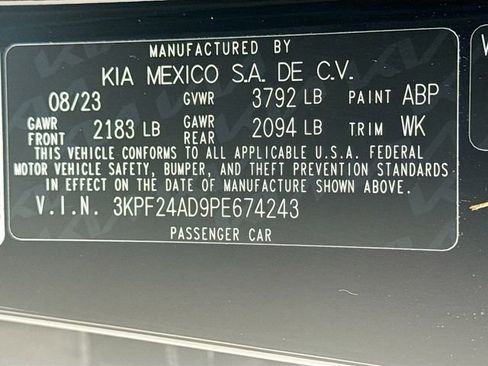 MANUFACTURED BY
KIA MEXICO S.A. DE C.V.
08/23 GVWR 3792 LB PAINT ABP
GAWR FRONT 2183 LB GAWR REAR 2094 LB TRIM WK
THIS VEHICLE CONFORMS TO ALL APPLICABLE U.S.A. FEDERAL
MOTOR VEHICLE SAFETY, BUMPER, AND THEFT PREVENTION STANDARDS
IN EFFECT ON THE DATE OF MANUFACTURE SHOWN ABOVE.
V.I.N. 3KPF24AD9PE674243
PASSENGER CAR